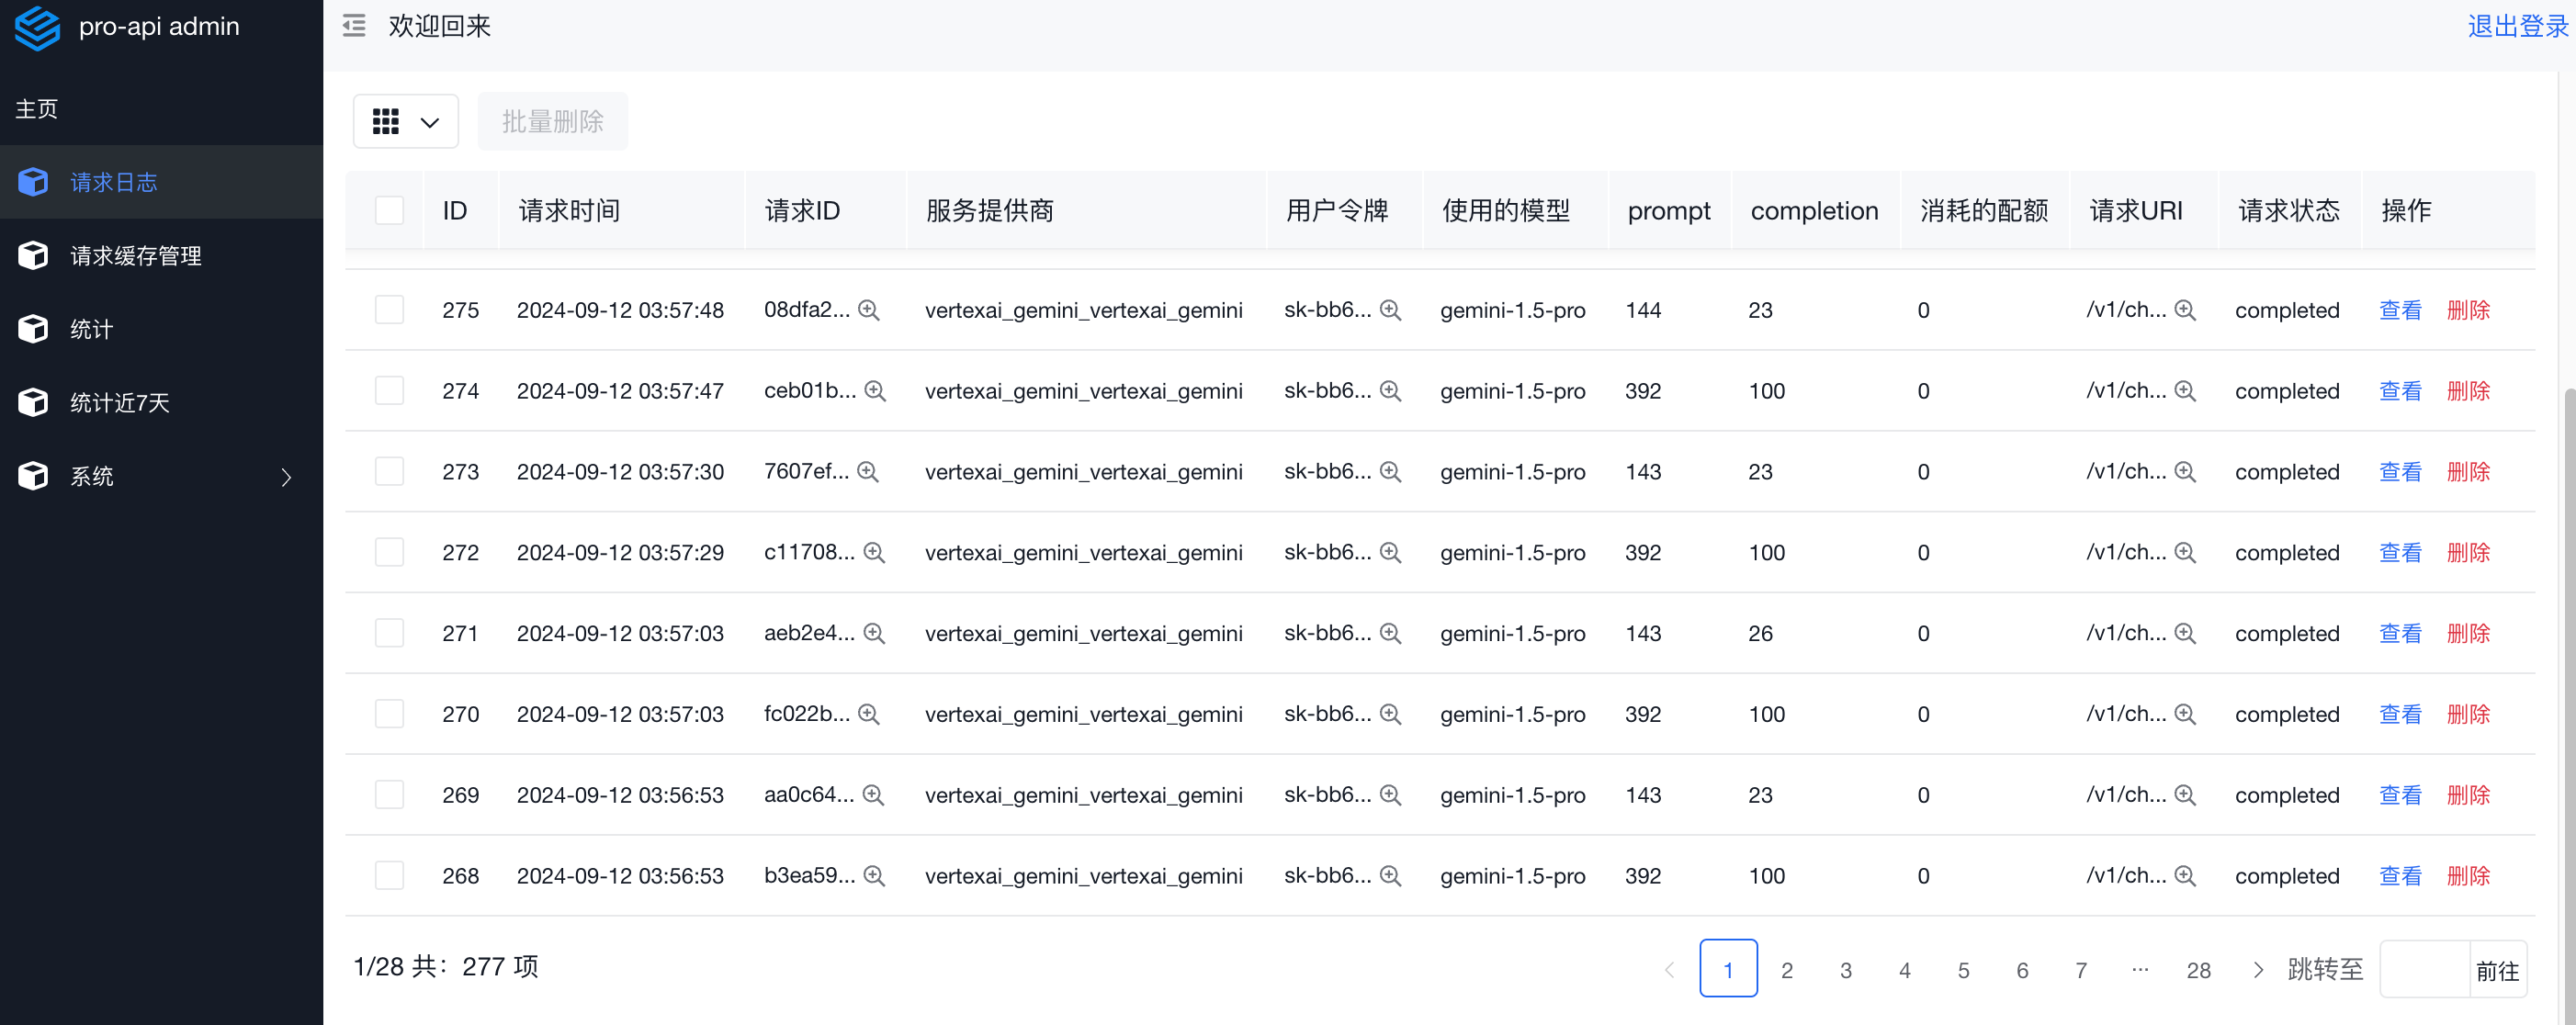 pro-api admin
欢迎回来
退出登录
主页
请求日志
请求缓存管理
统计
统计近7天
系统
批量删除
ID 请求时间 请求ID 服务提供商 用户令牌 使用的模型 prompt completion 消耗的配额 请求URI 请求状态 操作
275 2024-09-12 03:57:48 08dfa2... vertexai_gemini_vertexai_gemini sk-bb6... gemini-1.5-pro 144 23 0 /v1/ch... completed 查看 删除
274 2024-09-12 03:57:47 ceb01b... vertexai_gemini_vertexai_gemini sk-bb6... gemini-1.5-pro 392 100 0 /v1/ch... completed 查看 删除
273 2024-09-12 03:57:30 7607ef... vertexai_gemini_vertexai_gemini sk-bb6... gemini-1.5-pro 143 23 0 /v1/ch... completed 查看 删除
272 2024-09-12 03:57:29 c11708... vertexai_gemini_vertexai_gemini sk-bb6... gemini-1.5-pro 392 100 0 /v1/ch... completed 查看 删除
271 2024-09-12 03:57:03 aeb2e4... vertexai_gemini_vertexai_gemini sk-bb6... gemini-1.5-pro 143 26 0 /v1/ch... completed 查看 删除
270 2024-09-12 03:57:03 fc022b... vertexai_gemini_vertexai_gemini sk-bb6... gemini-1.5-pro 392 100 0 /v1/ch... completed 查看 删除
269 2024-09-12 03:56:53 aa0c64... vertexai_gemini_vertexai_gemini sk-bb6... gemini-1.5-pro 143 23 0 /v1/ch... completed 查看 删除
268 2024-09-12 03:56:53 b3ea59... vertexai_gemini_vertexai_gemini sk-bb6... gemini-1.5-pro 392 100 0 /v1/ch... completed 查看 删除
1/28 共：277 项
1 2 3 4 5 6 7 ··· 28 跳转至 前往